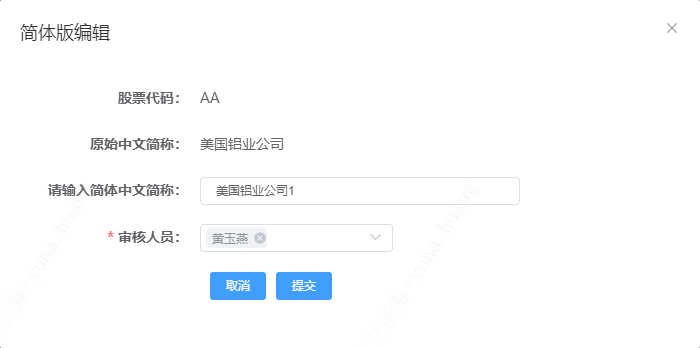 简体版编辑
股票代码： AA
原始中文简称： 美国铝业公司
请输入简体中文简称： 美国铝业公司1
* 审核人员： 黄玉燕
取消 提交